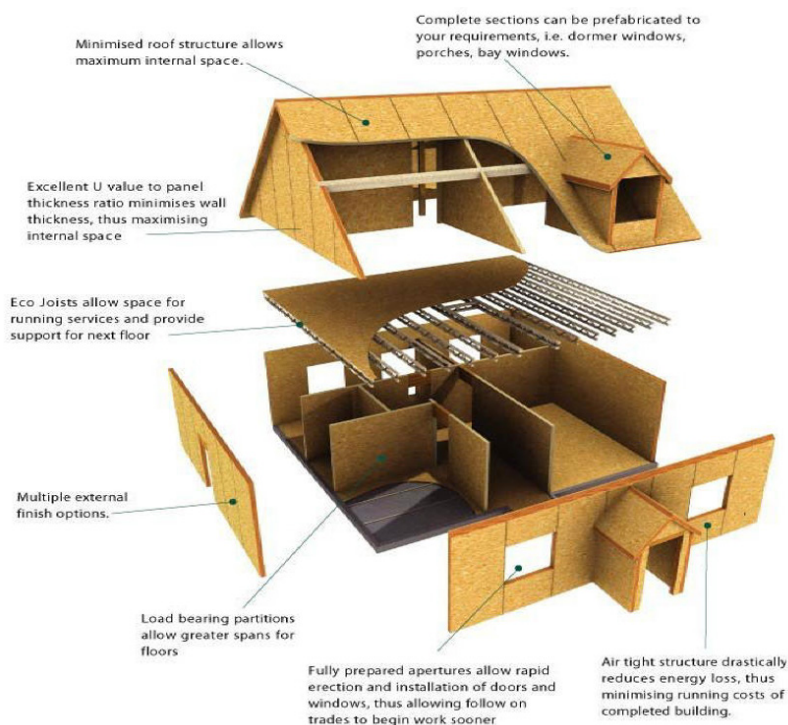 Minimised roof structure allows
maximum internal space.
Complete sections can be prefabricated to
your requirements, i.e. dormer windows,
porches, bay windows.
Excellent U value to panel
thickness ratio minimises wall
thickness, thus maximising
internal space
Eco Joists allow space for
running services and provide
support for next floor
Multiple external
finish options.
Load bearing partitions
allow greater spans for
floors
Fully prepared apertures allow rapid
erection and installation of doors and
windows, thus allowing follow on
trades to begin work sooner
Air tight structure drastically
reduces energy loss, thus
minimising running costs of
completed building.